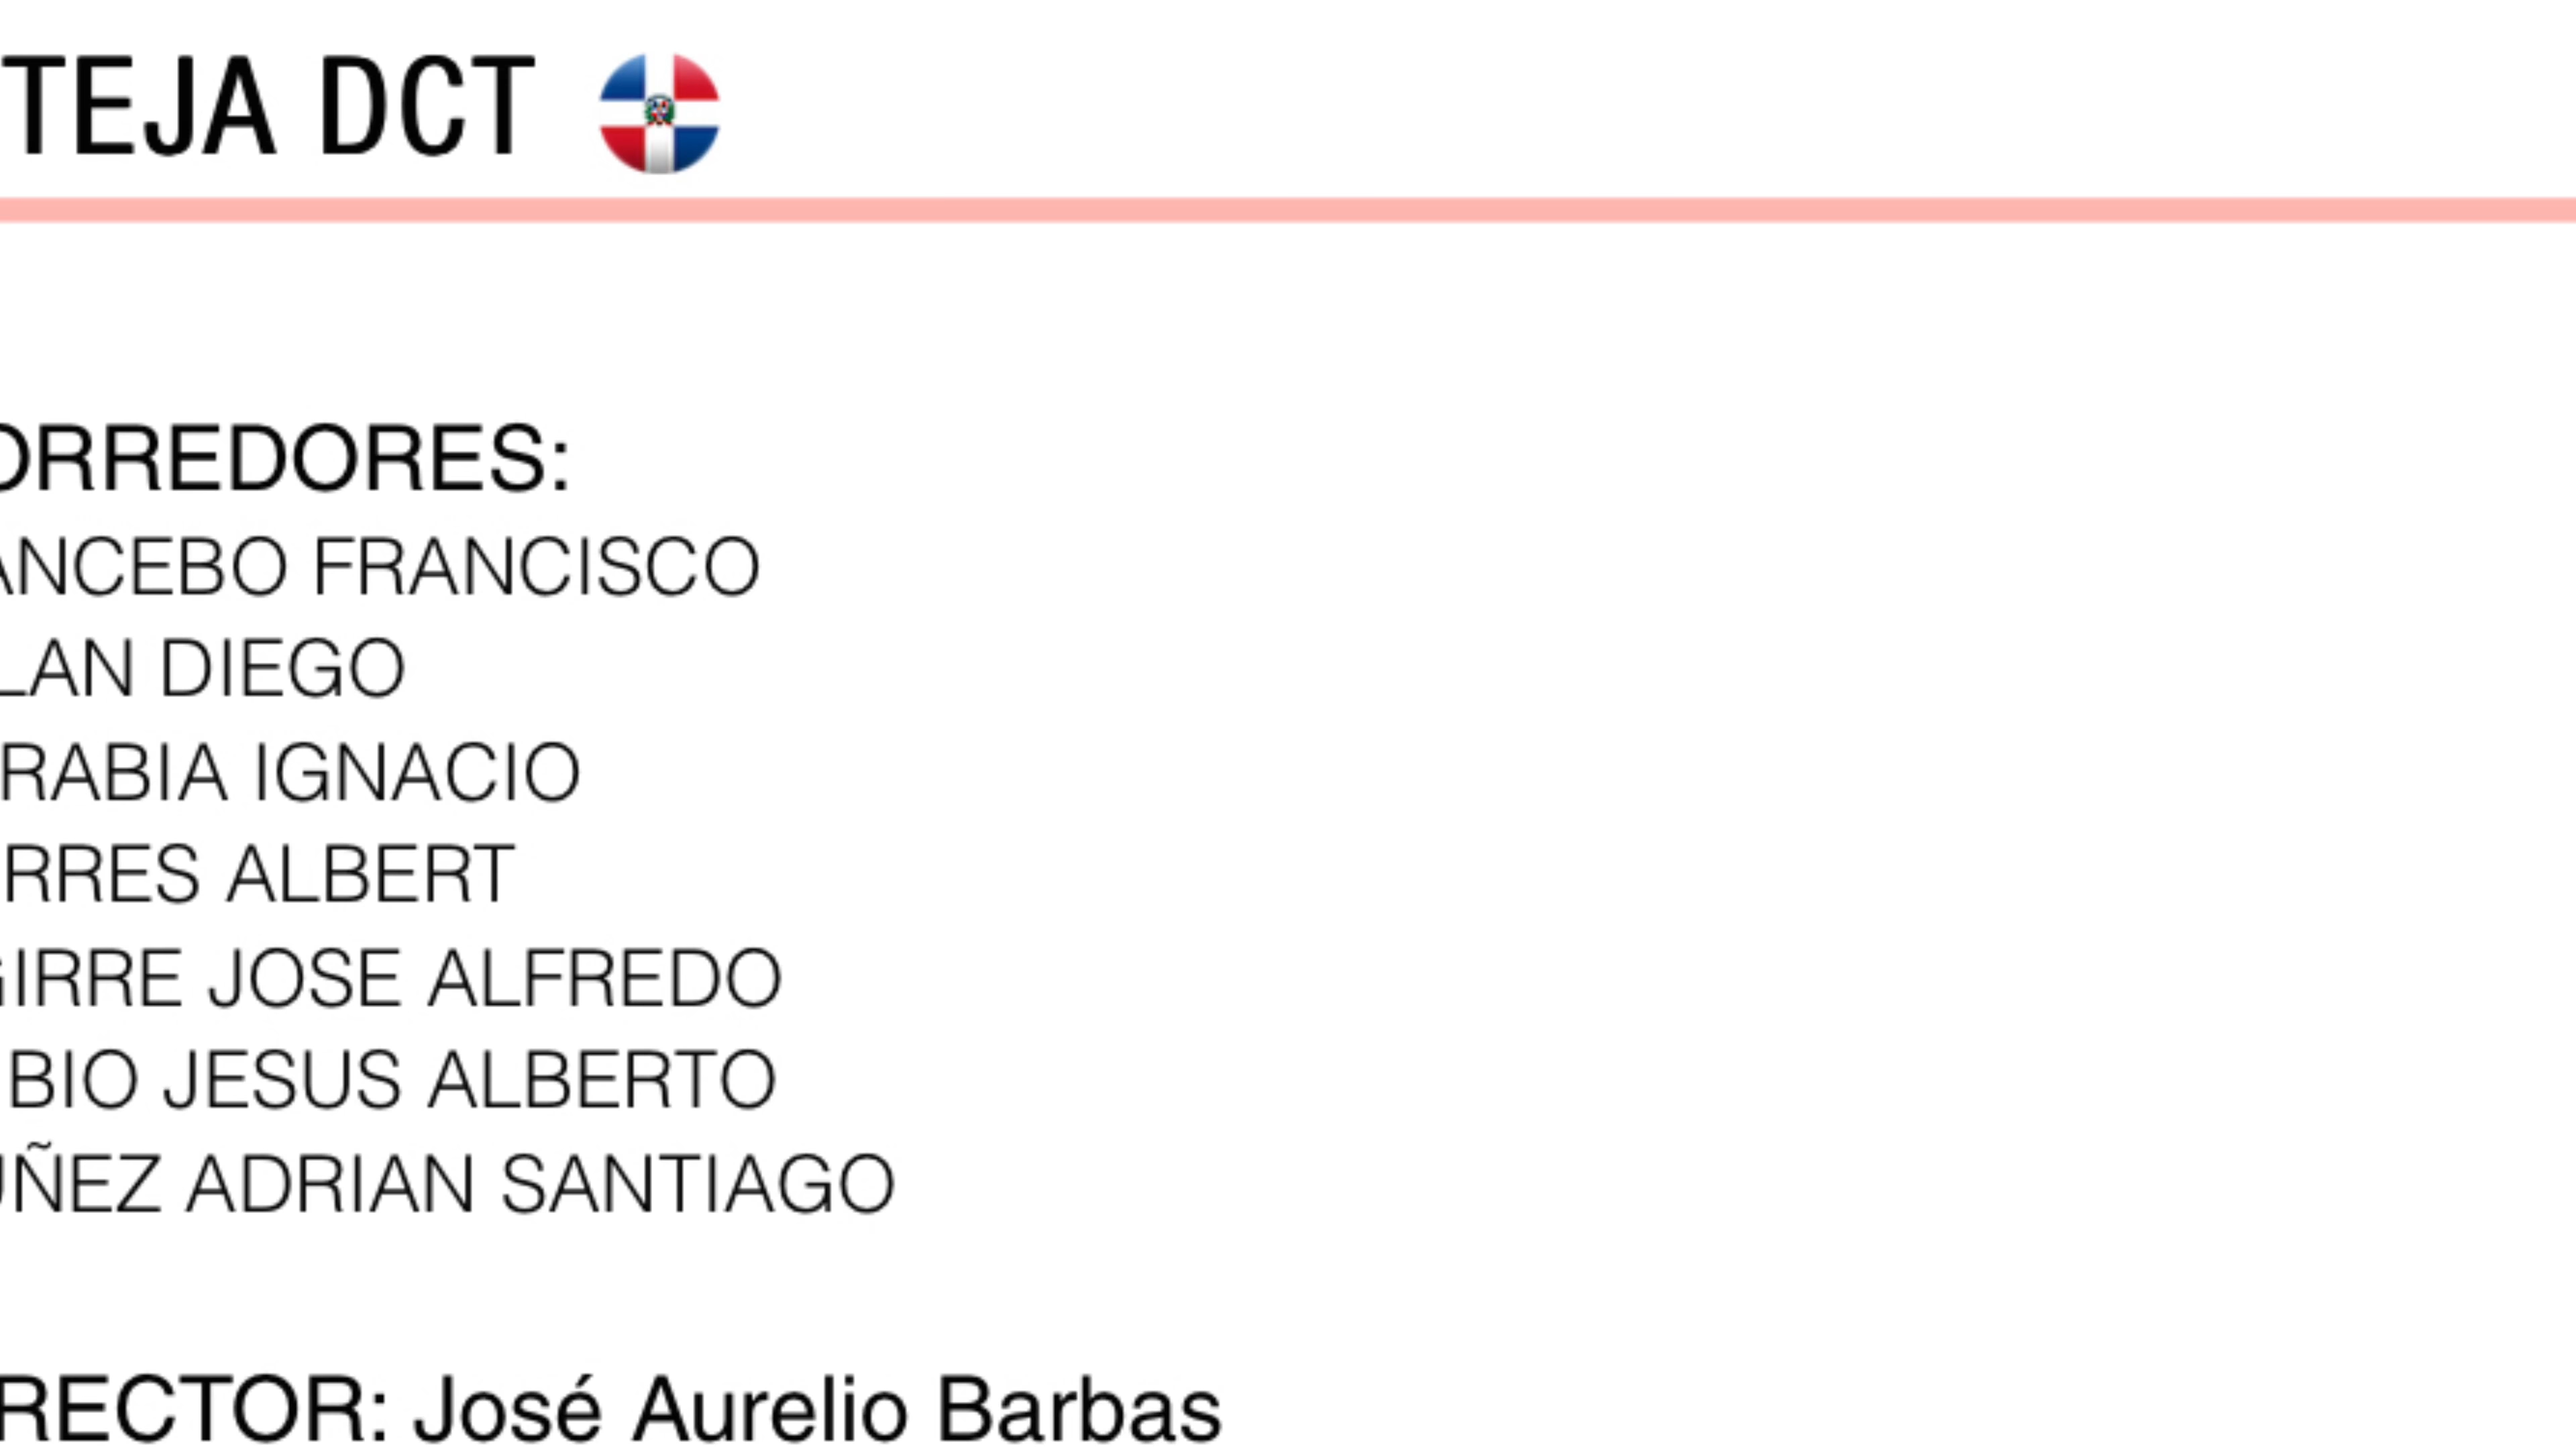 TEJA DCT
ORREDORES:
ANCEBO FRANCISCO
LAN DIEGO
RABIA IGNACIO
RRES ALBERT
GIRRE JOSE ALFREDO
BIO JESUS ALBERTO
UÑEZ ADRIAN SANTIAGO
RECTOR: José Aurelio Barbas